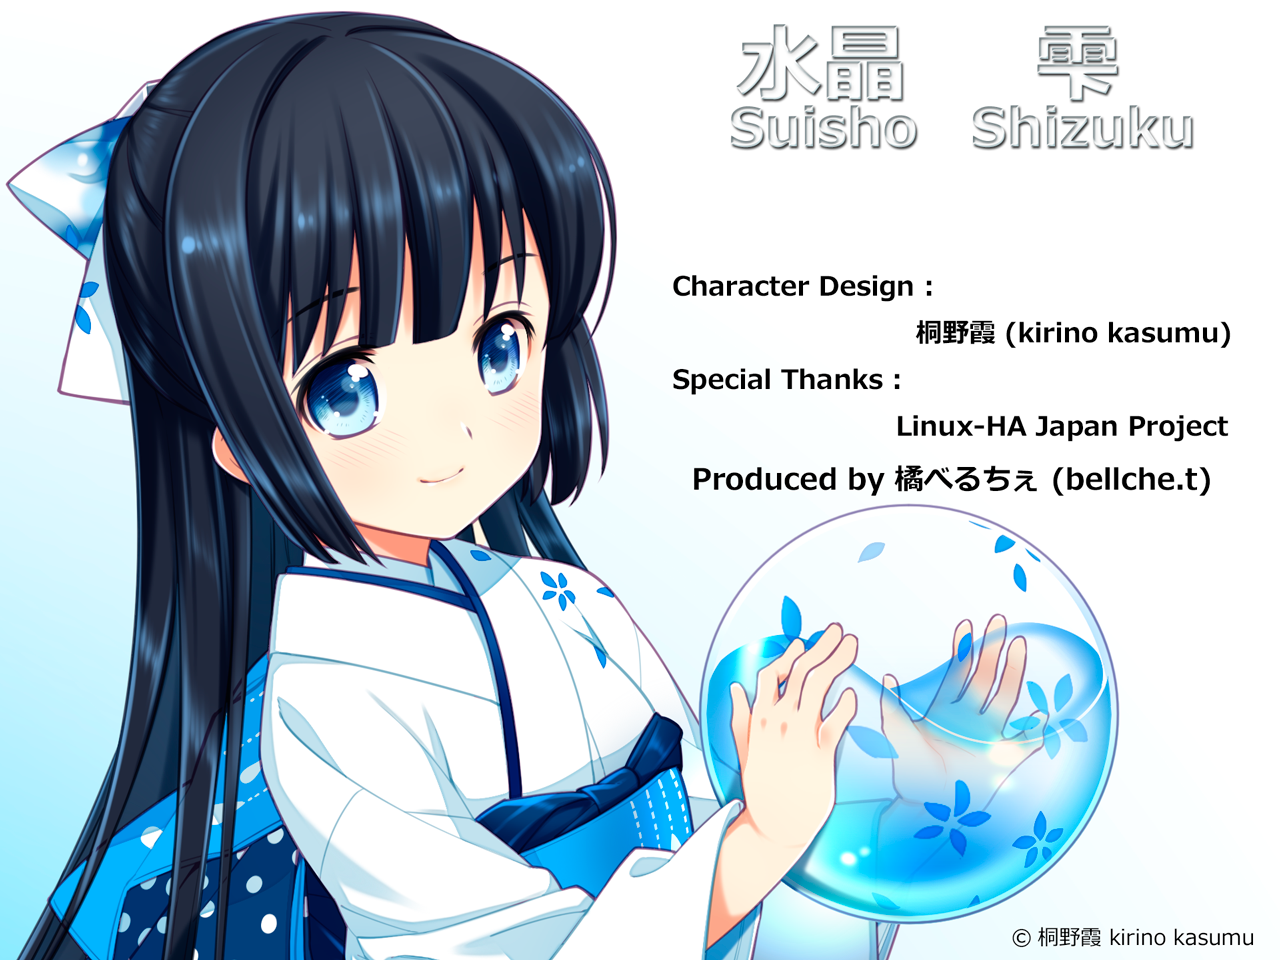 水晶 雫
Suisho Shizuku
Character Design :
桐野霞 (kirino kasumu)
Special Thanks :
Linux-HA Japan Project
Produced by 橘べるちぇ (bellche.t)
© 桐野霞 kirino kasumu